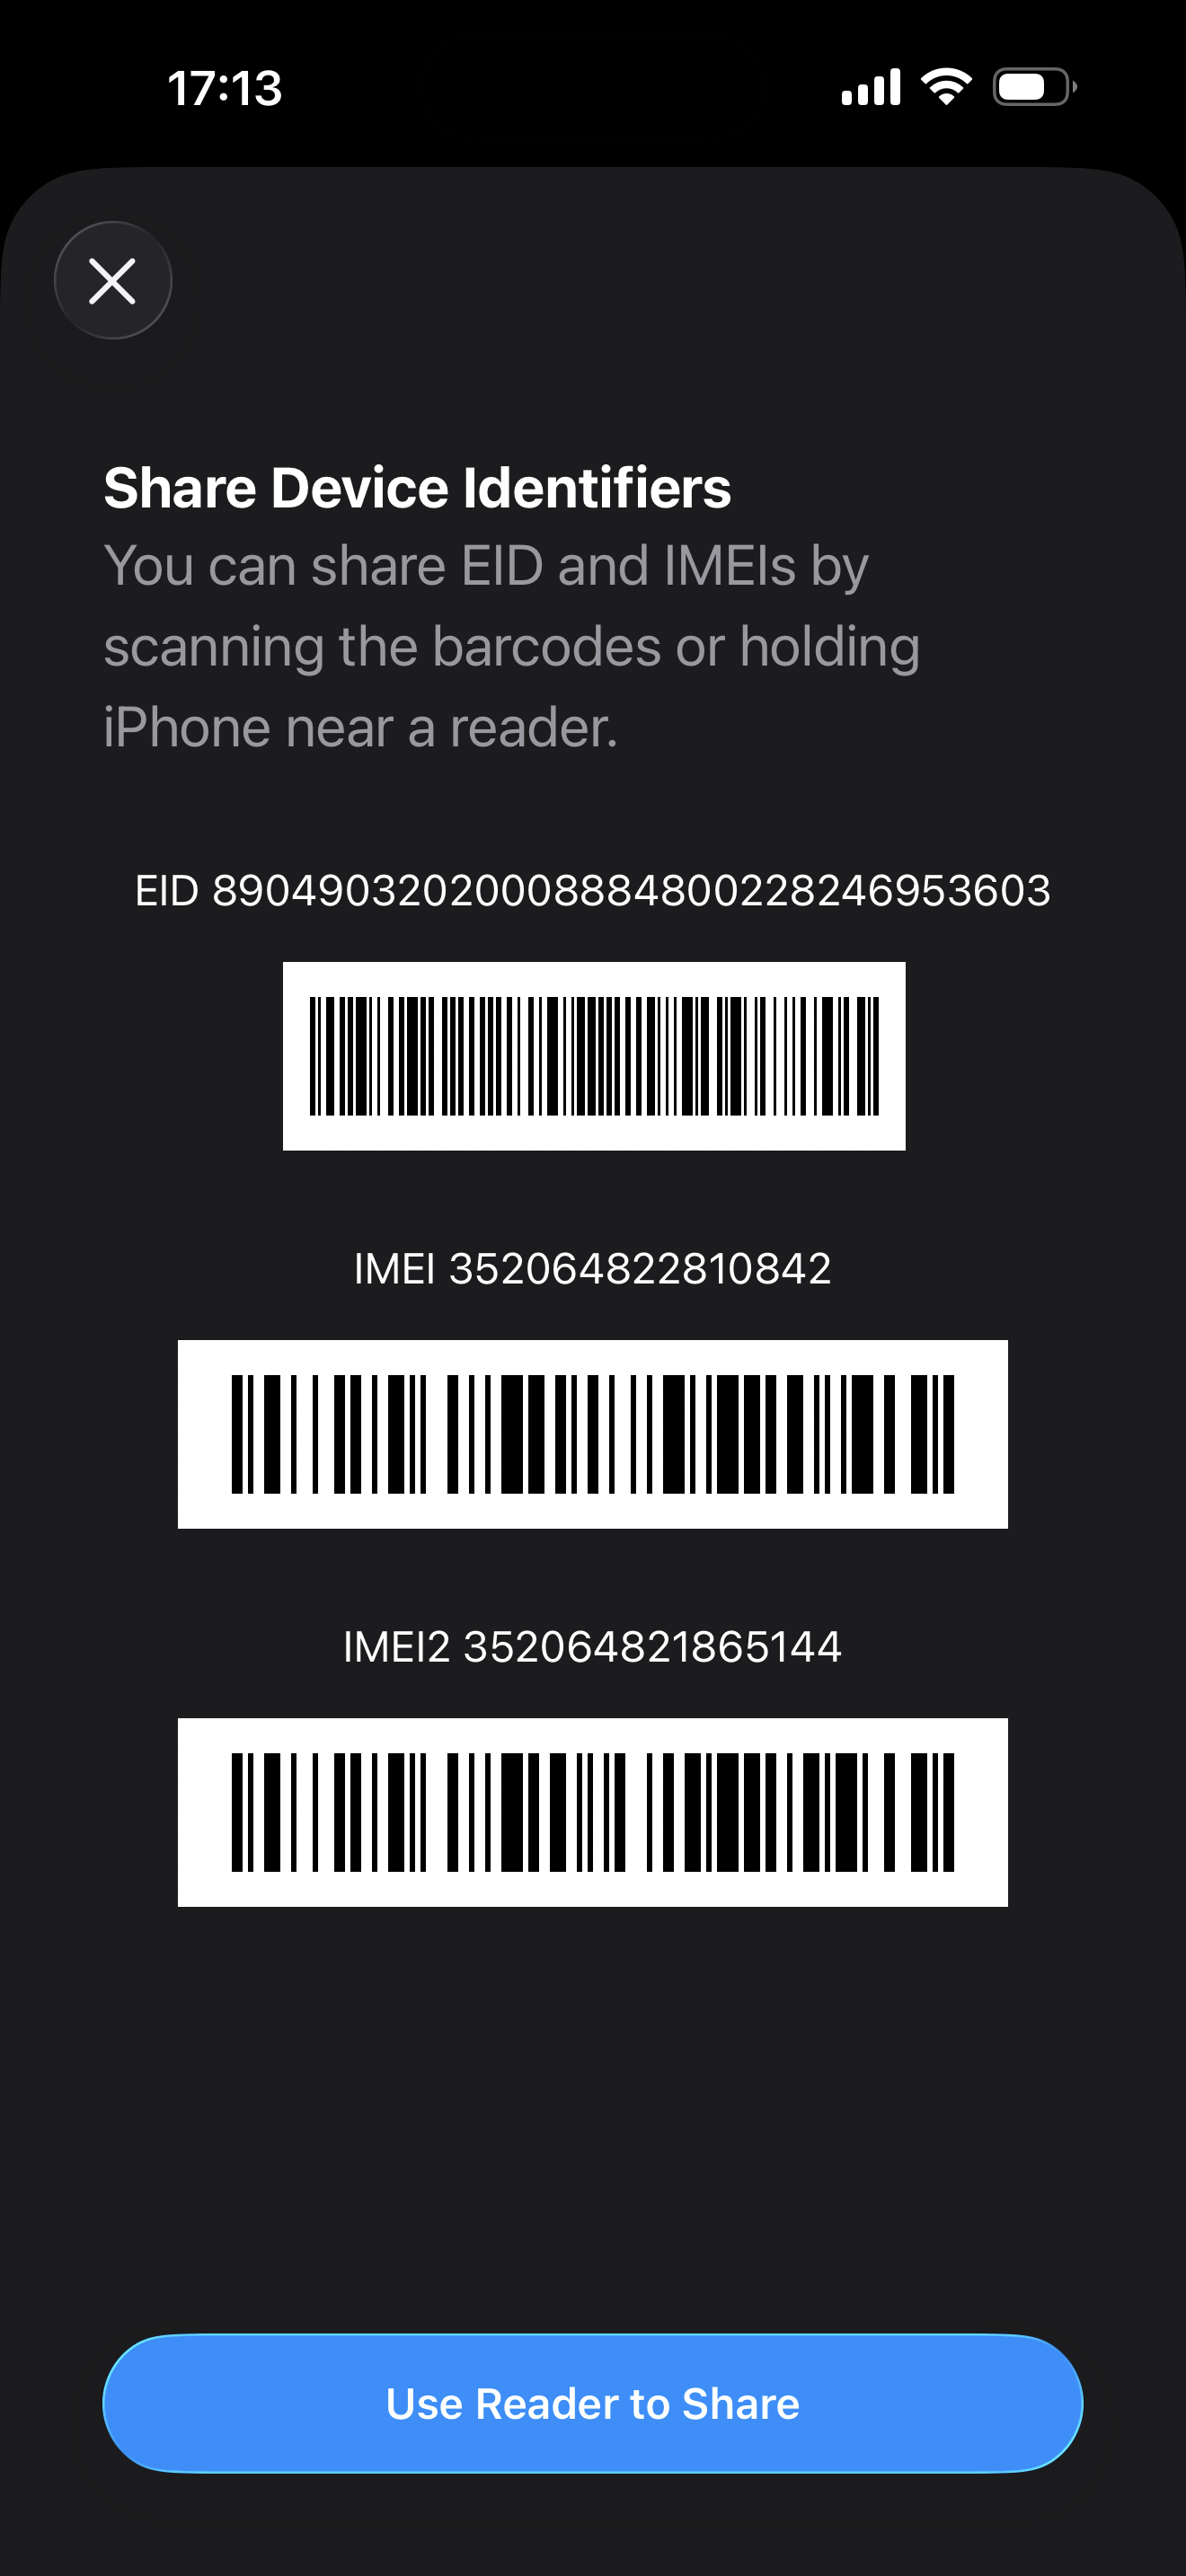 17:13
Share Device Identifiers
You can share EID and IMEIs by
scanning the barcodes or holding
iPhone near a reader.
EID 89049032020008884800228246953603
IMEI 352064822810842
IMEI2 352064821865144
Use Reader to Share